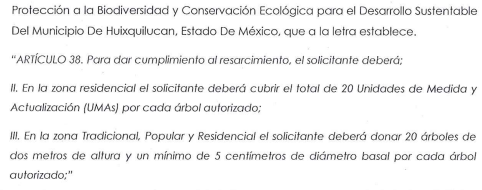 Protección a la Biodiversidad y Conservación Ecológica para el Desarrollo Sustentable
Del Municipio De Huixquilucan, Estado De México, que a la letra establece.
"ARTÍCULO 38. Para dar cumplimiento al resarcimiento, el solicitante deberá;
II. En la zona residencial el solicitante deberá cubrir el total de 20 Unidades de Medida y
Actualización (UMAs) por cada árbol autorizado;
III. En la zona Tradicional, Popular y Residencial el solicitante deberá donar 20 árboles de
dos metros de altura y un mínimo de 5 centímetros de diámetro basal por cada árbol
autorizado;"